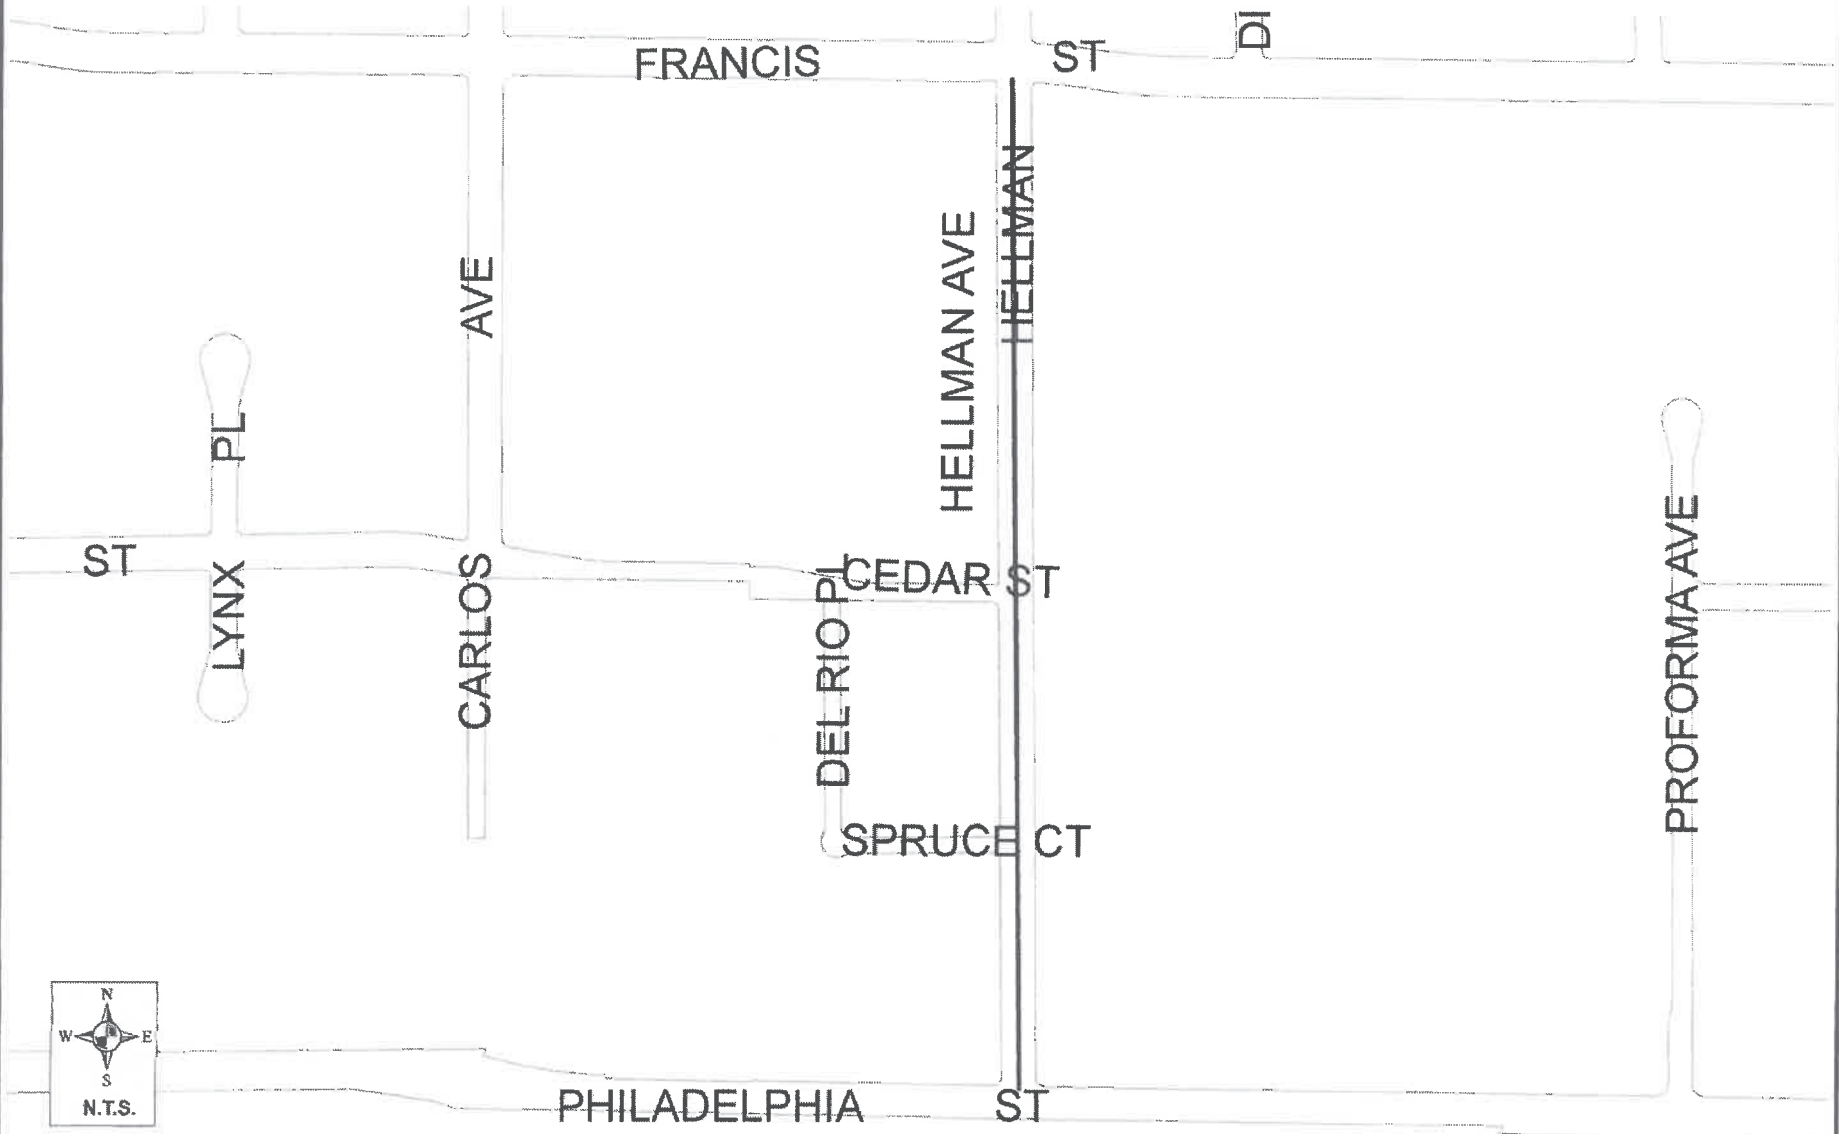 DI
FRANCIS ST
HELLMAN
HELLMAN AVE
AVE
PL
ST
LYNX
CARLOS
DEL RIO PL
CEDAR ST
PROFORMA AVE
SPRUCE CT
N
W E
S
N.T.S.
PHILADELPHIA ST